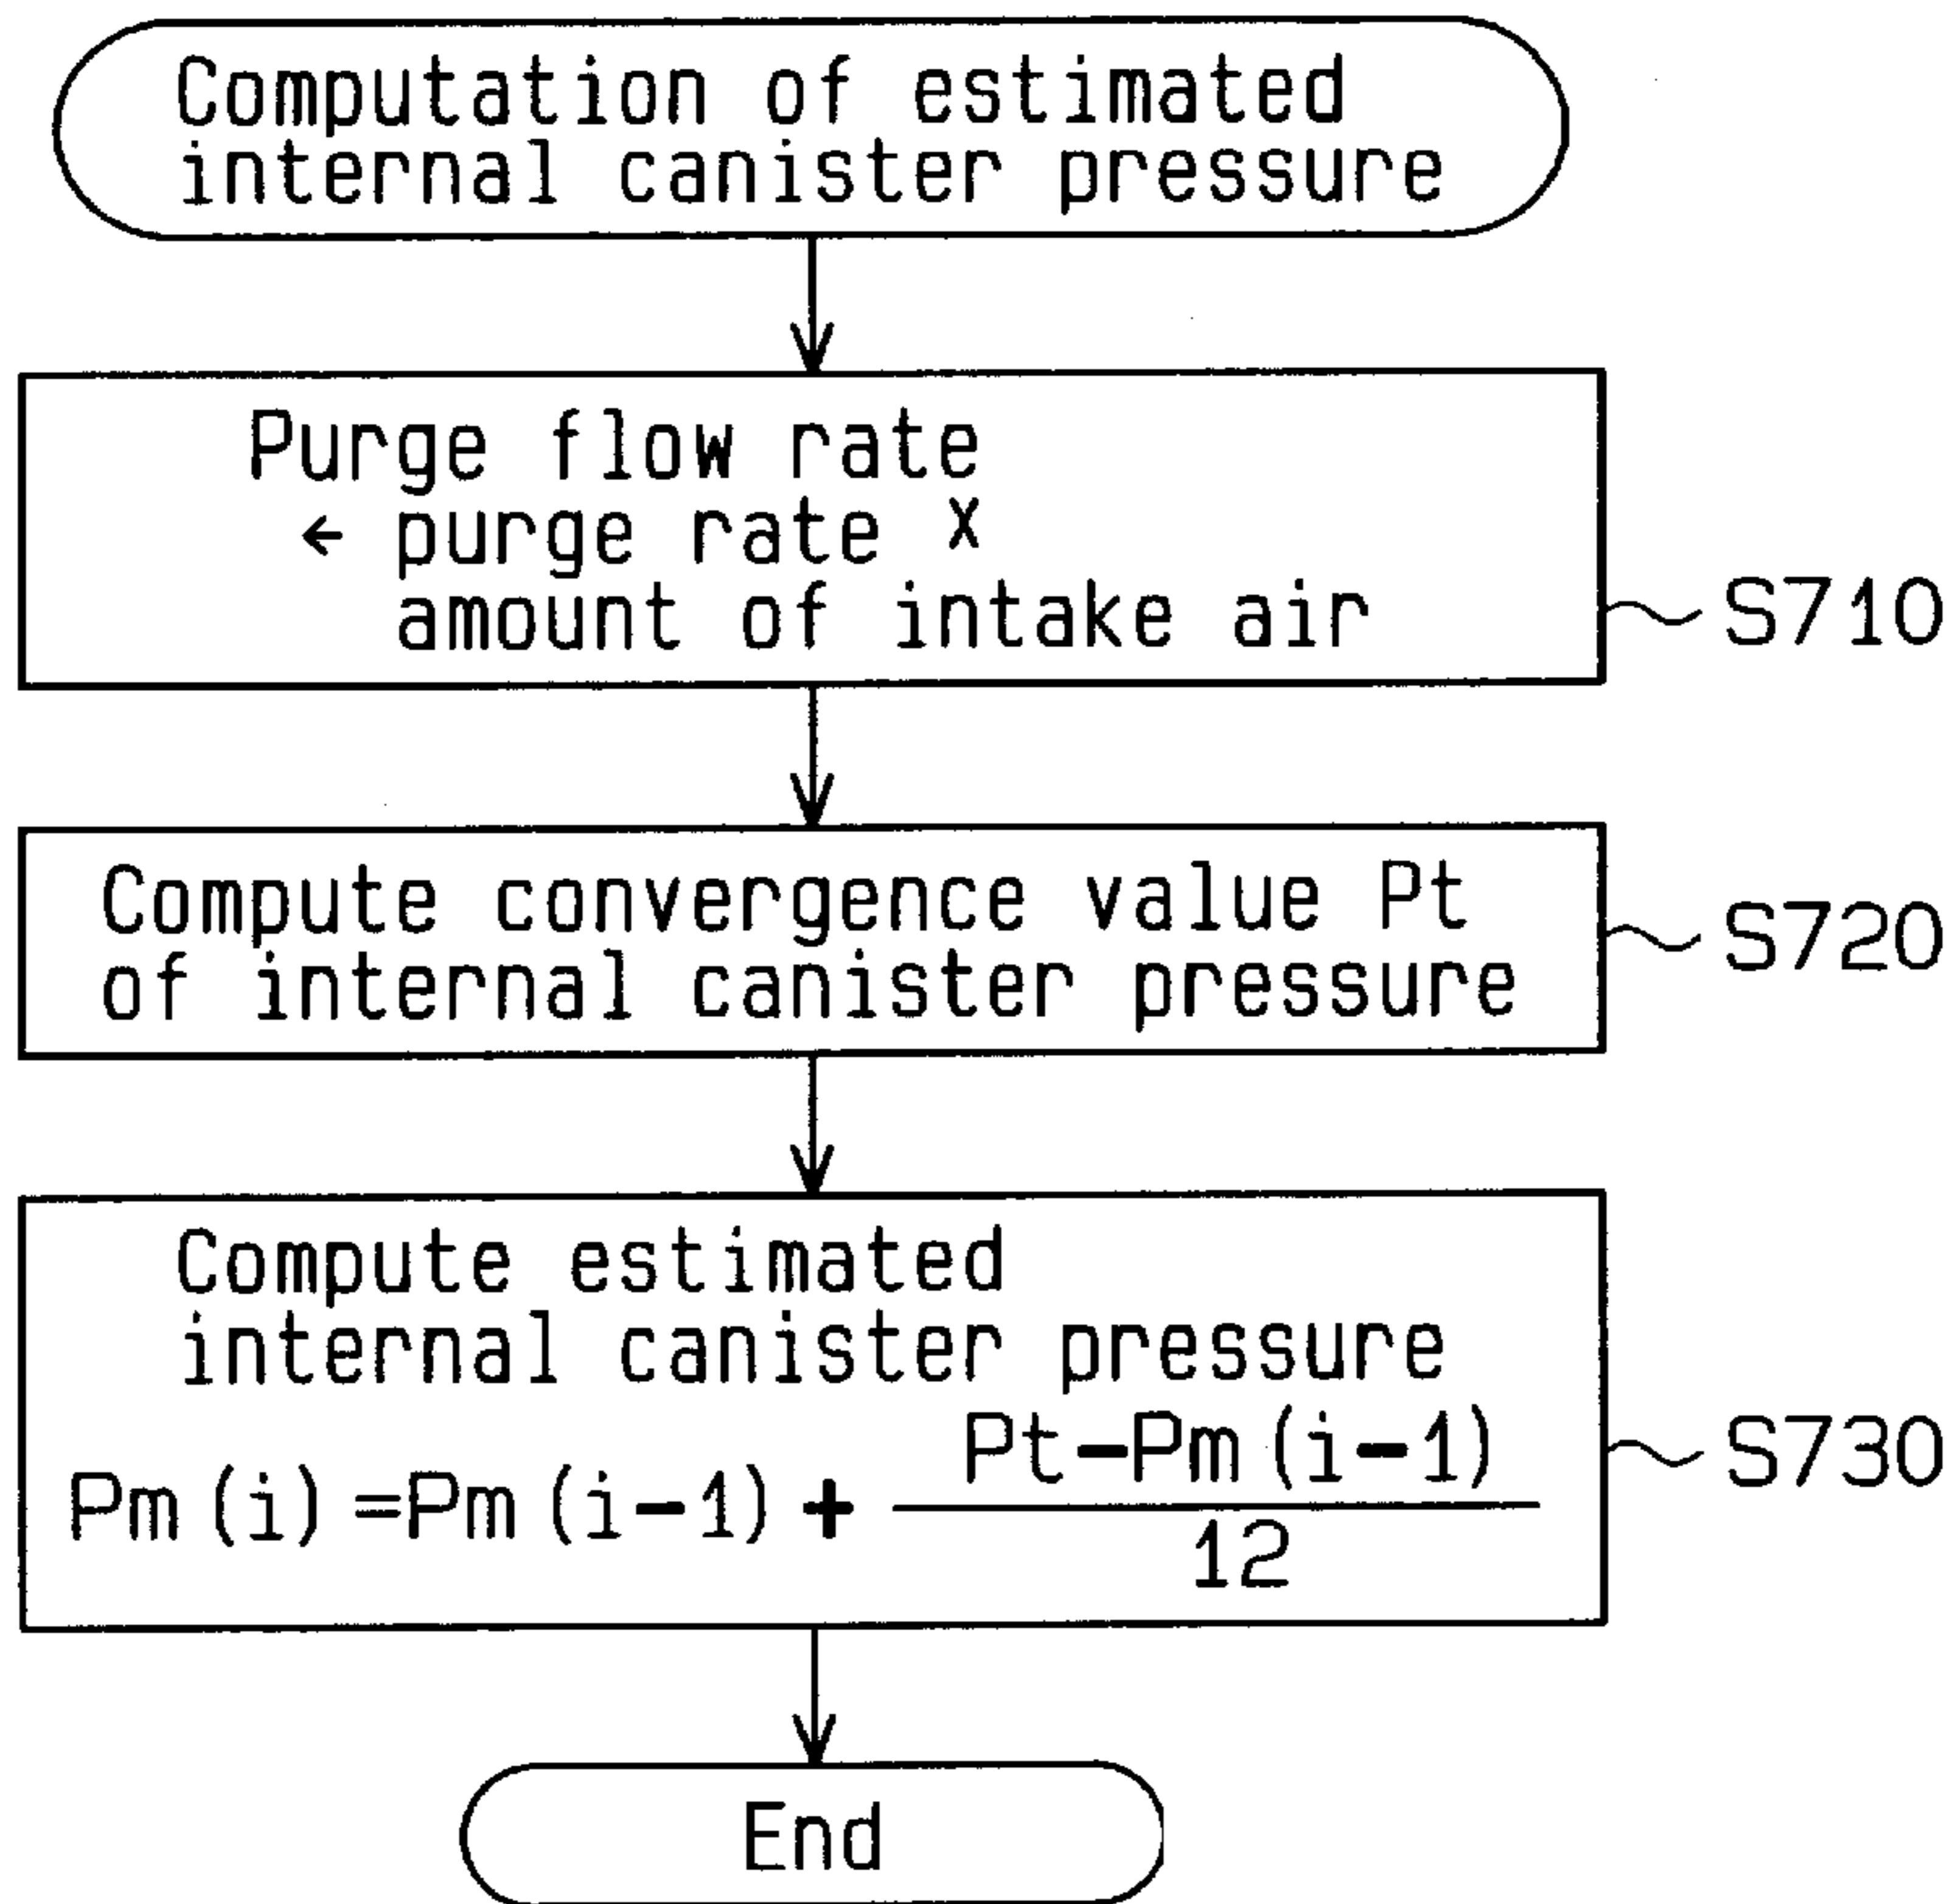 Computation of estimated
internal canister pressure
Purge flow rate
← purge rate X
amount of intake air
S710
Compute convergence value Pt
of internal canister pressure
S720
Compute estimated
internal canister pressure
Pm(i)=Pm(i-1)+ Pt-Pm(i-1)
12
S730
End